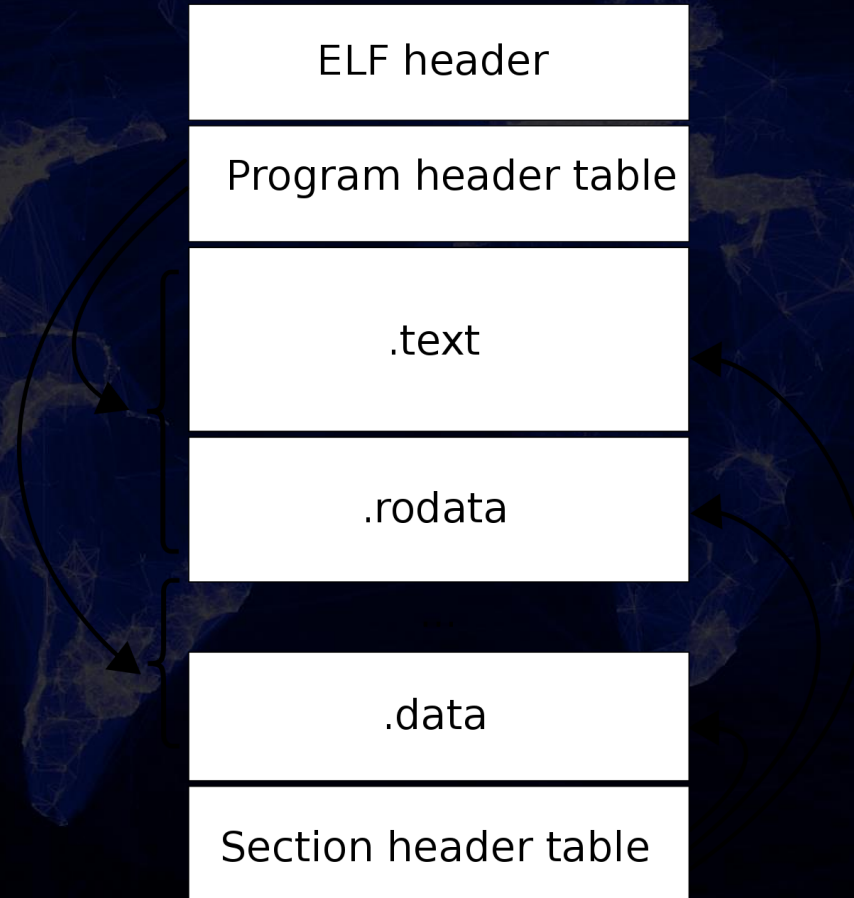 ELF header
Program header table
.text
.rodata
.data
Section header table